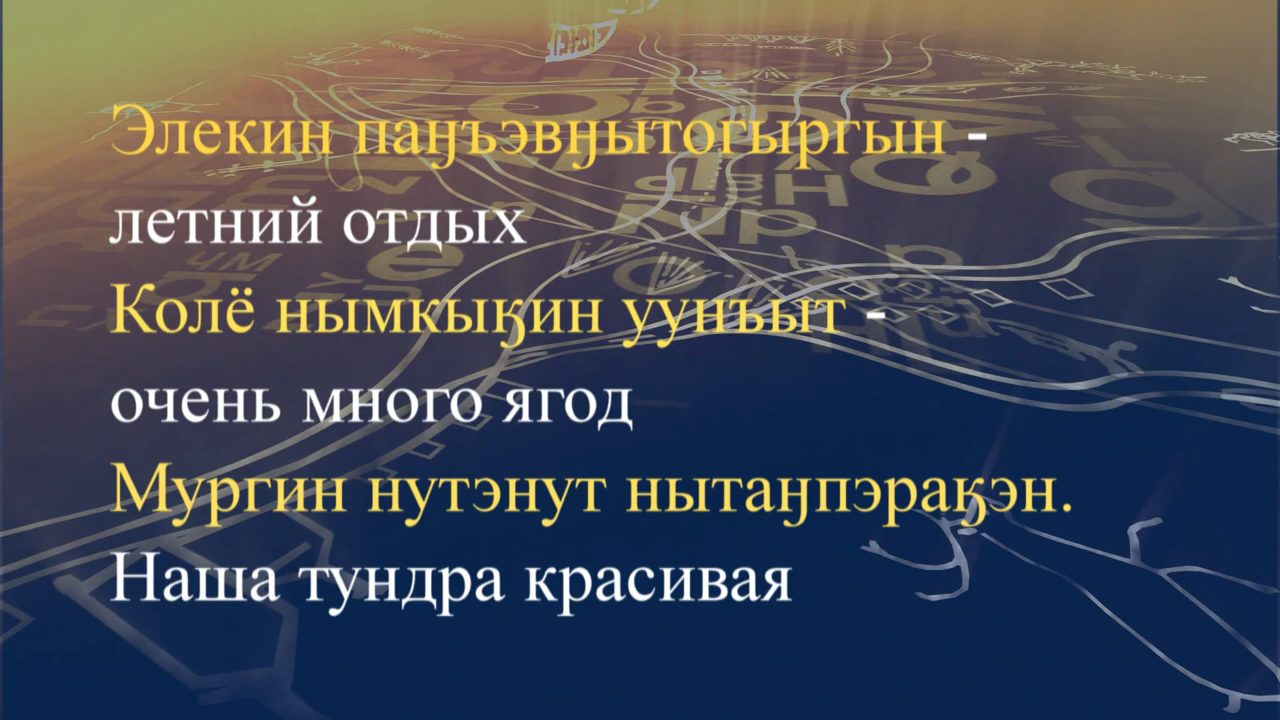 Элекин паӈъэвӈытогыргын -
летний отдых
Колё нымкыӄин уунъыт -
очень много ягод
Мургин нутэнут нытаӈпэраӄэн.
Наша тундра красивая